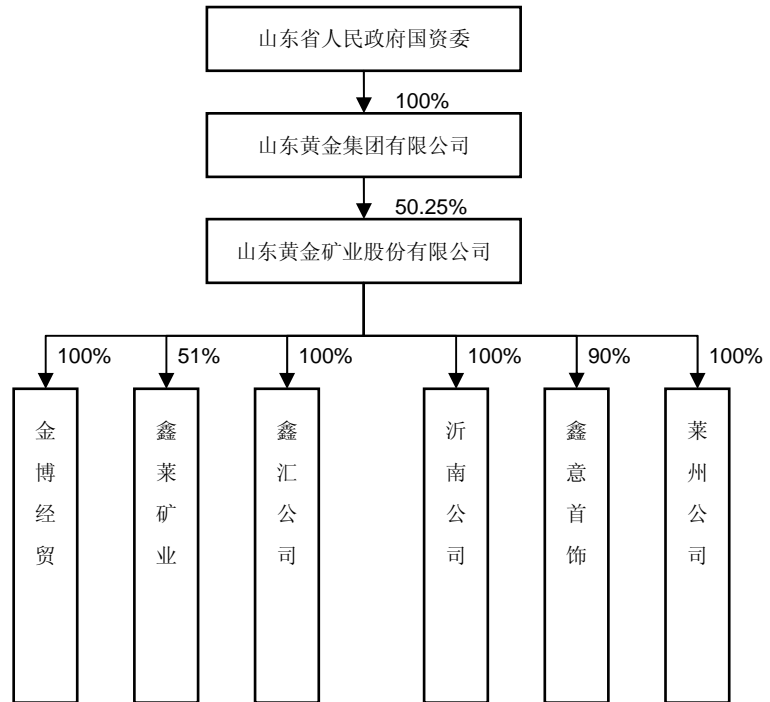 山东省人民政府国资委
100%
山东黄金集团有限公司
50.25%
山东黄金矿业股份有限公司
100%
51%
100%
100%
90%
100%
金博经贸
鑫莱矿业
鑫汇公司
沂南公司
鑫意首饰
莱州公司